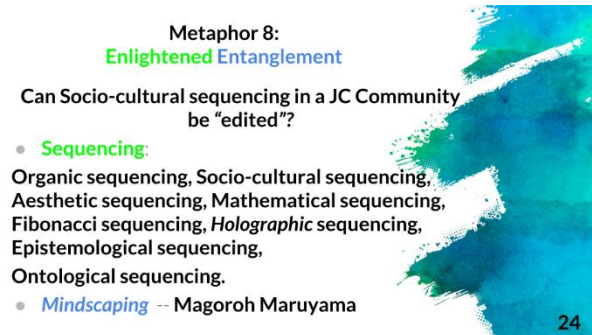 Metaphor 8:
Enlightened Entanglement
Can Socio-cultural sequencing in a JC Community
be “edited”?
● Sequencing:
Organic sequencing, Socio-cultural sequencing,
Aesthetic sequencing, Mathematical sequencing,
Fibonacci sequencing, Holographic sequencing,
Epistemological sequencing,
Ontological sequencing.
● Mindscaping -- Magoroh Maruyama
24